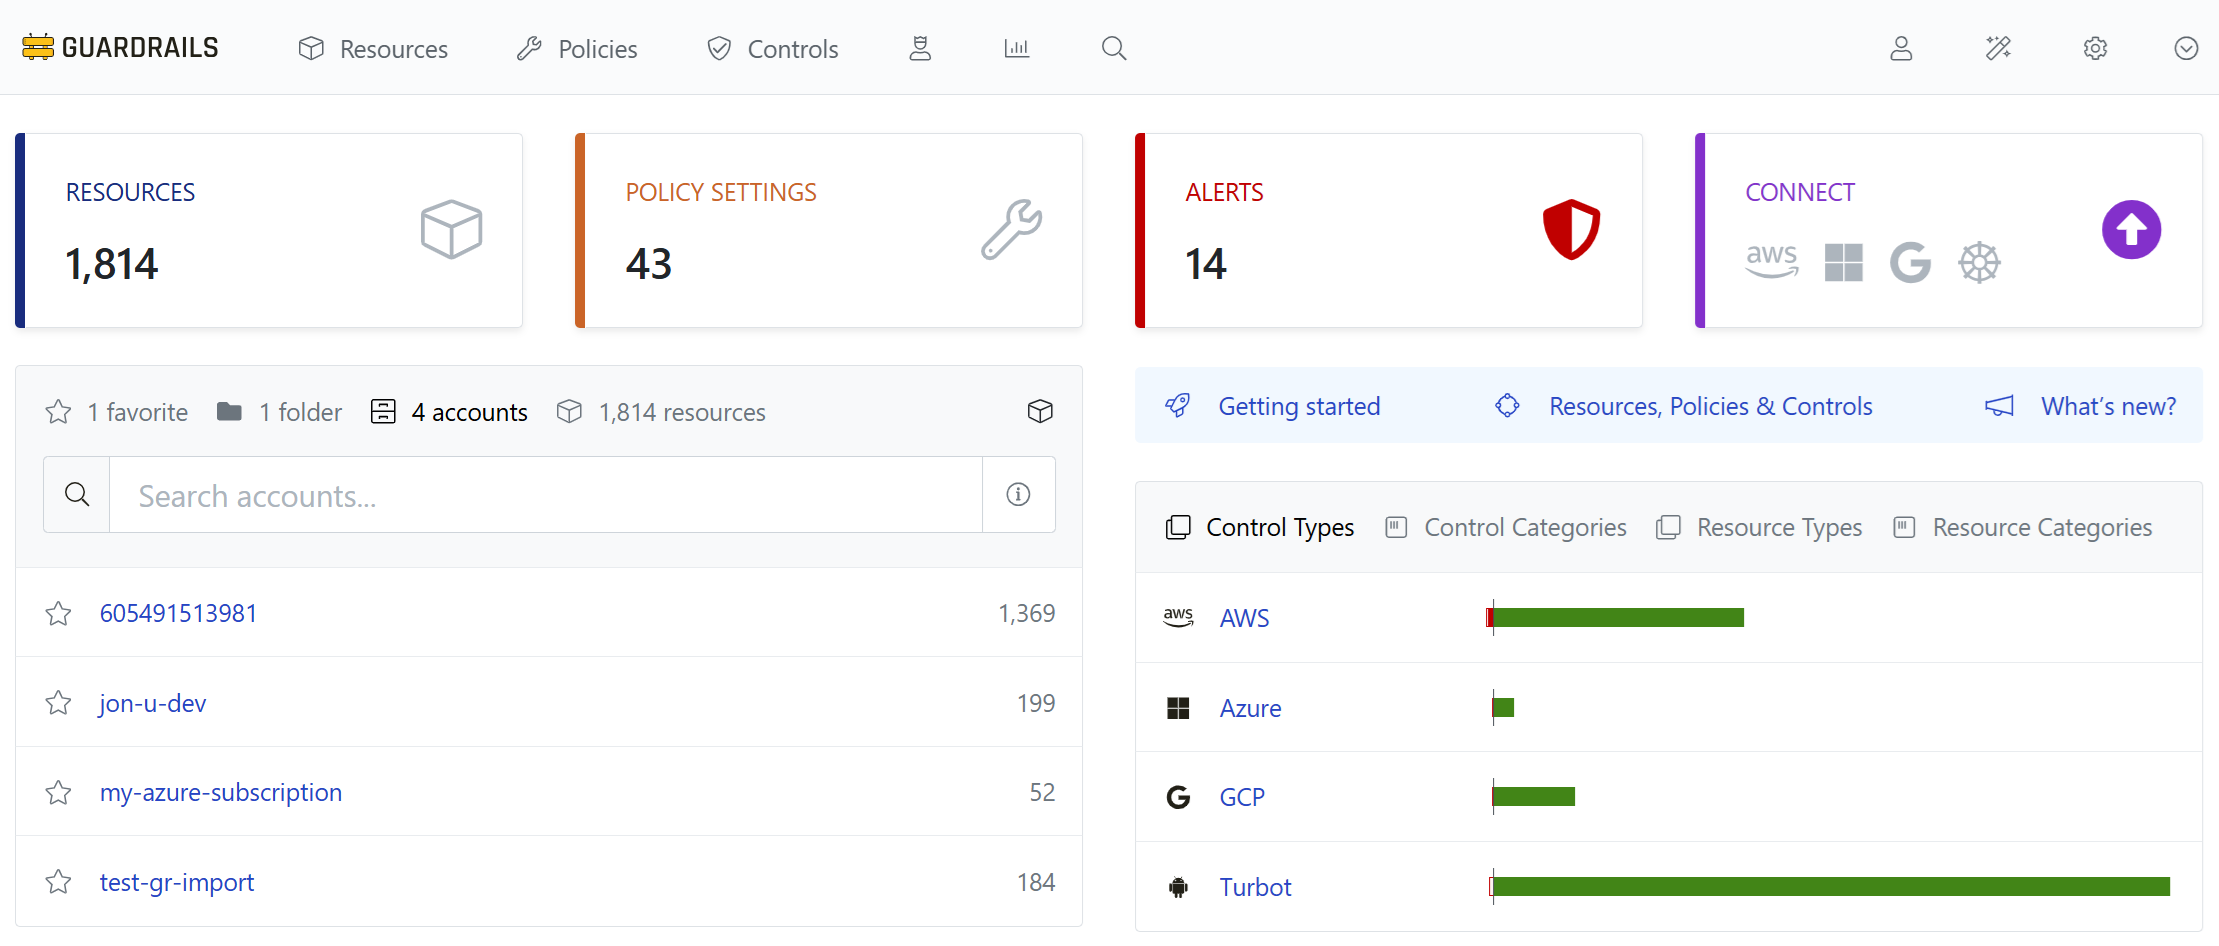 GUARDRAILS Resources Policies Controls
RESOURCES
1,814
POLICY SETTINGS
43
ALERTS
14
CONNECT
aws
1 favorite 1 folder 4 accounts 1,814 resources
Search accounts...
605491513981 1,369
jon-u-dev 199
my-azure-subscription 52
test-gr-import 184
Getting started Resources, Policies & Controls What’s new?
Control Types Control Categories Resource Types Resource Categories
aws AWS
Azure
GCP
Turbot